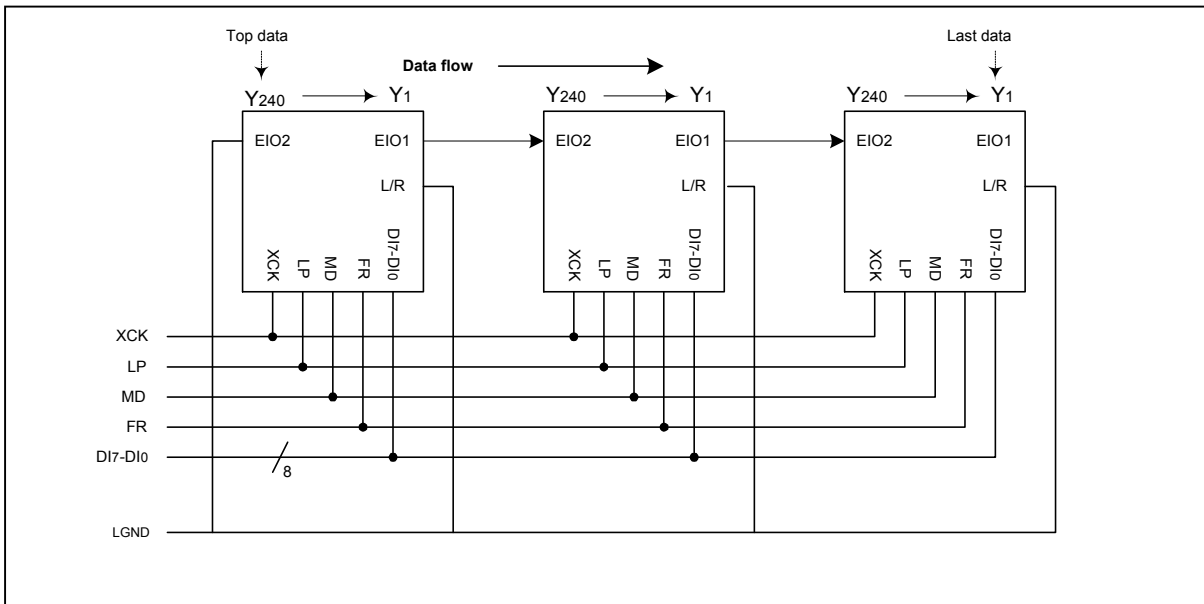 Top data
Last data
Data flow
Y240 Y1
Y240 Y1
Y240 Y1
EIO2 EIO1
EIO2 EIO1
EIO2 EIO1
L/R
L/R
L/R
XCK LP MD FR DI7-DI0
XCK LP MD FR DI7-DI0
XCK LP MD FR DI7-DI0
XCK
LP
MD
FR
DI7-DI0
8
LGND